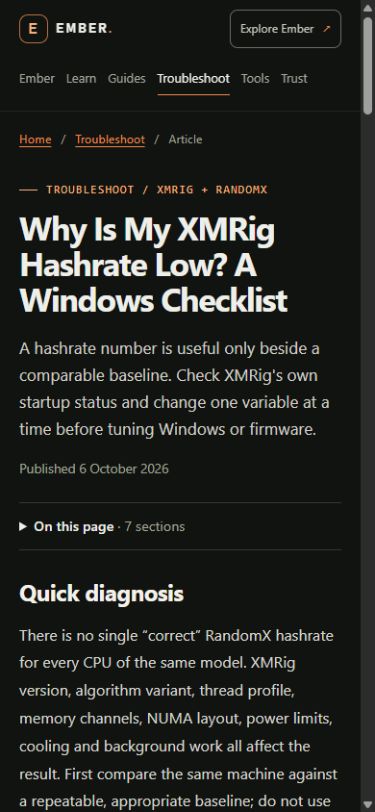 E EMBER.
Explore Ember ↗
Ember Learn Guides Troubleshoot Tools Trust
Home / Troubleshoot / Article
TROUBLESHOOT / XMRIG + RANDOMX
Why Is My XMRig
Hashrate Low? A
Windows Checklist
A hashrate number is useful only beside a
comparable baseline. Check XMRig's own
startup status and change one variable at a
time before tuning Windows or firmware.
Published 6 October 2026
▶ On this page · 7 sections
Quick diagnosis
There is no single “correct” RandomX hashrate
for every CPU of the same model. XMRig
version, algorithm variant, thread profile,
memory channels, NUMA layout, power limits,
cooling and background work all affect the
result. First compare the same machine against
a repeatable, appropriate baseline; do not use